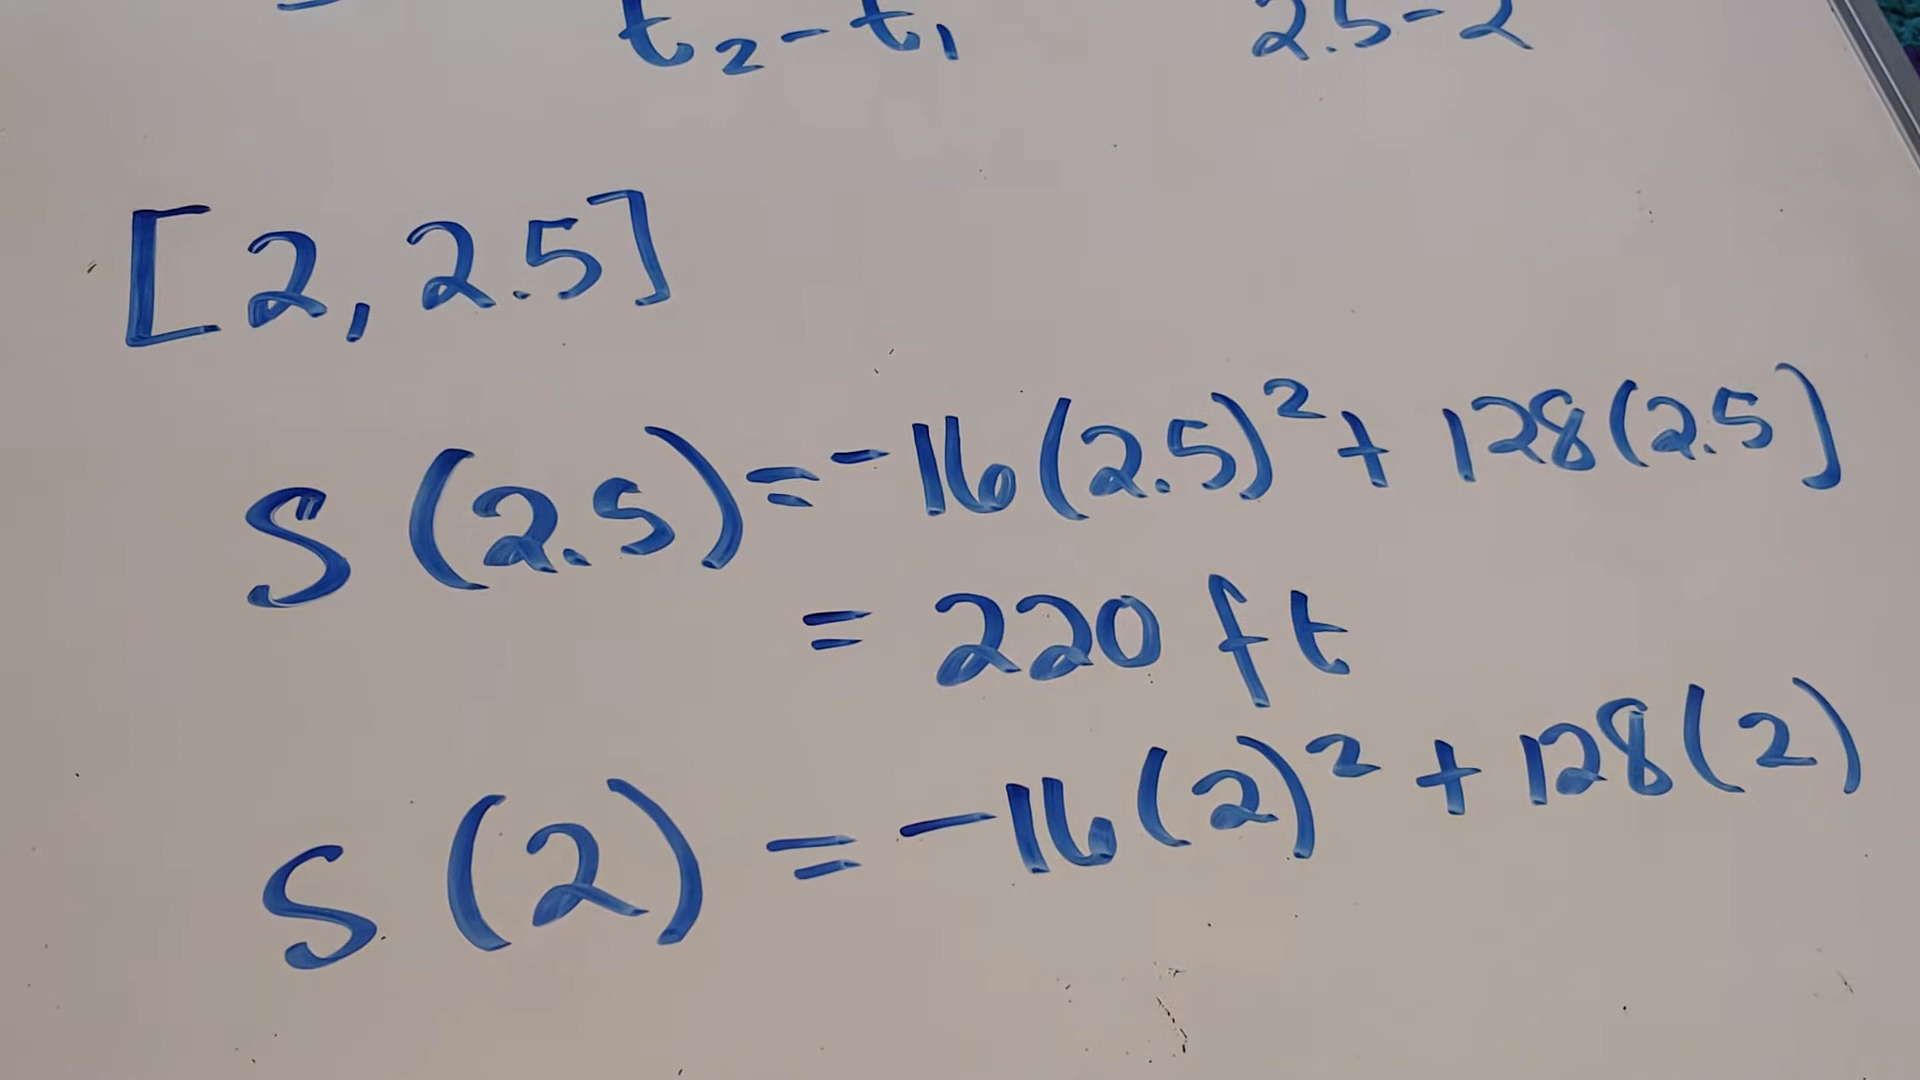 t₂-t₁ 2.5-2
[2, 2.5]
S(2.5)=-16(2.5)²+128(2.5)
= 220 ft
S(2)=-16(2)²+128(2)